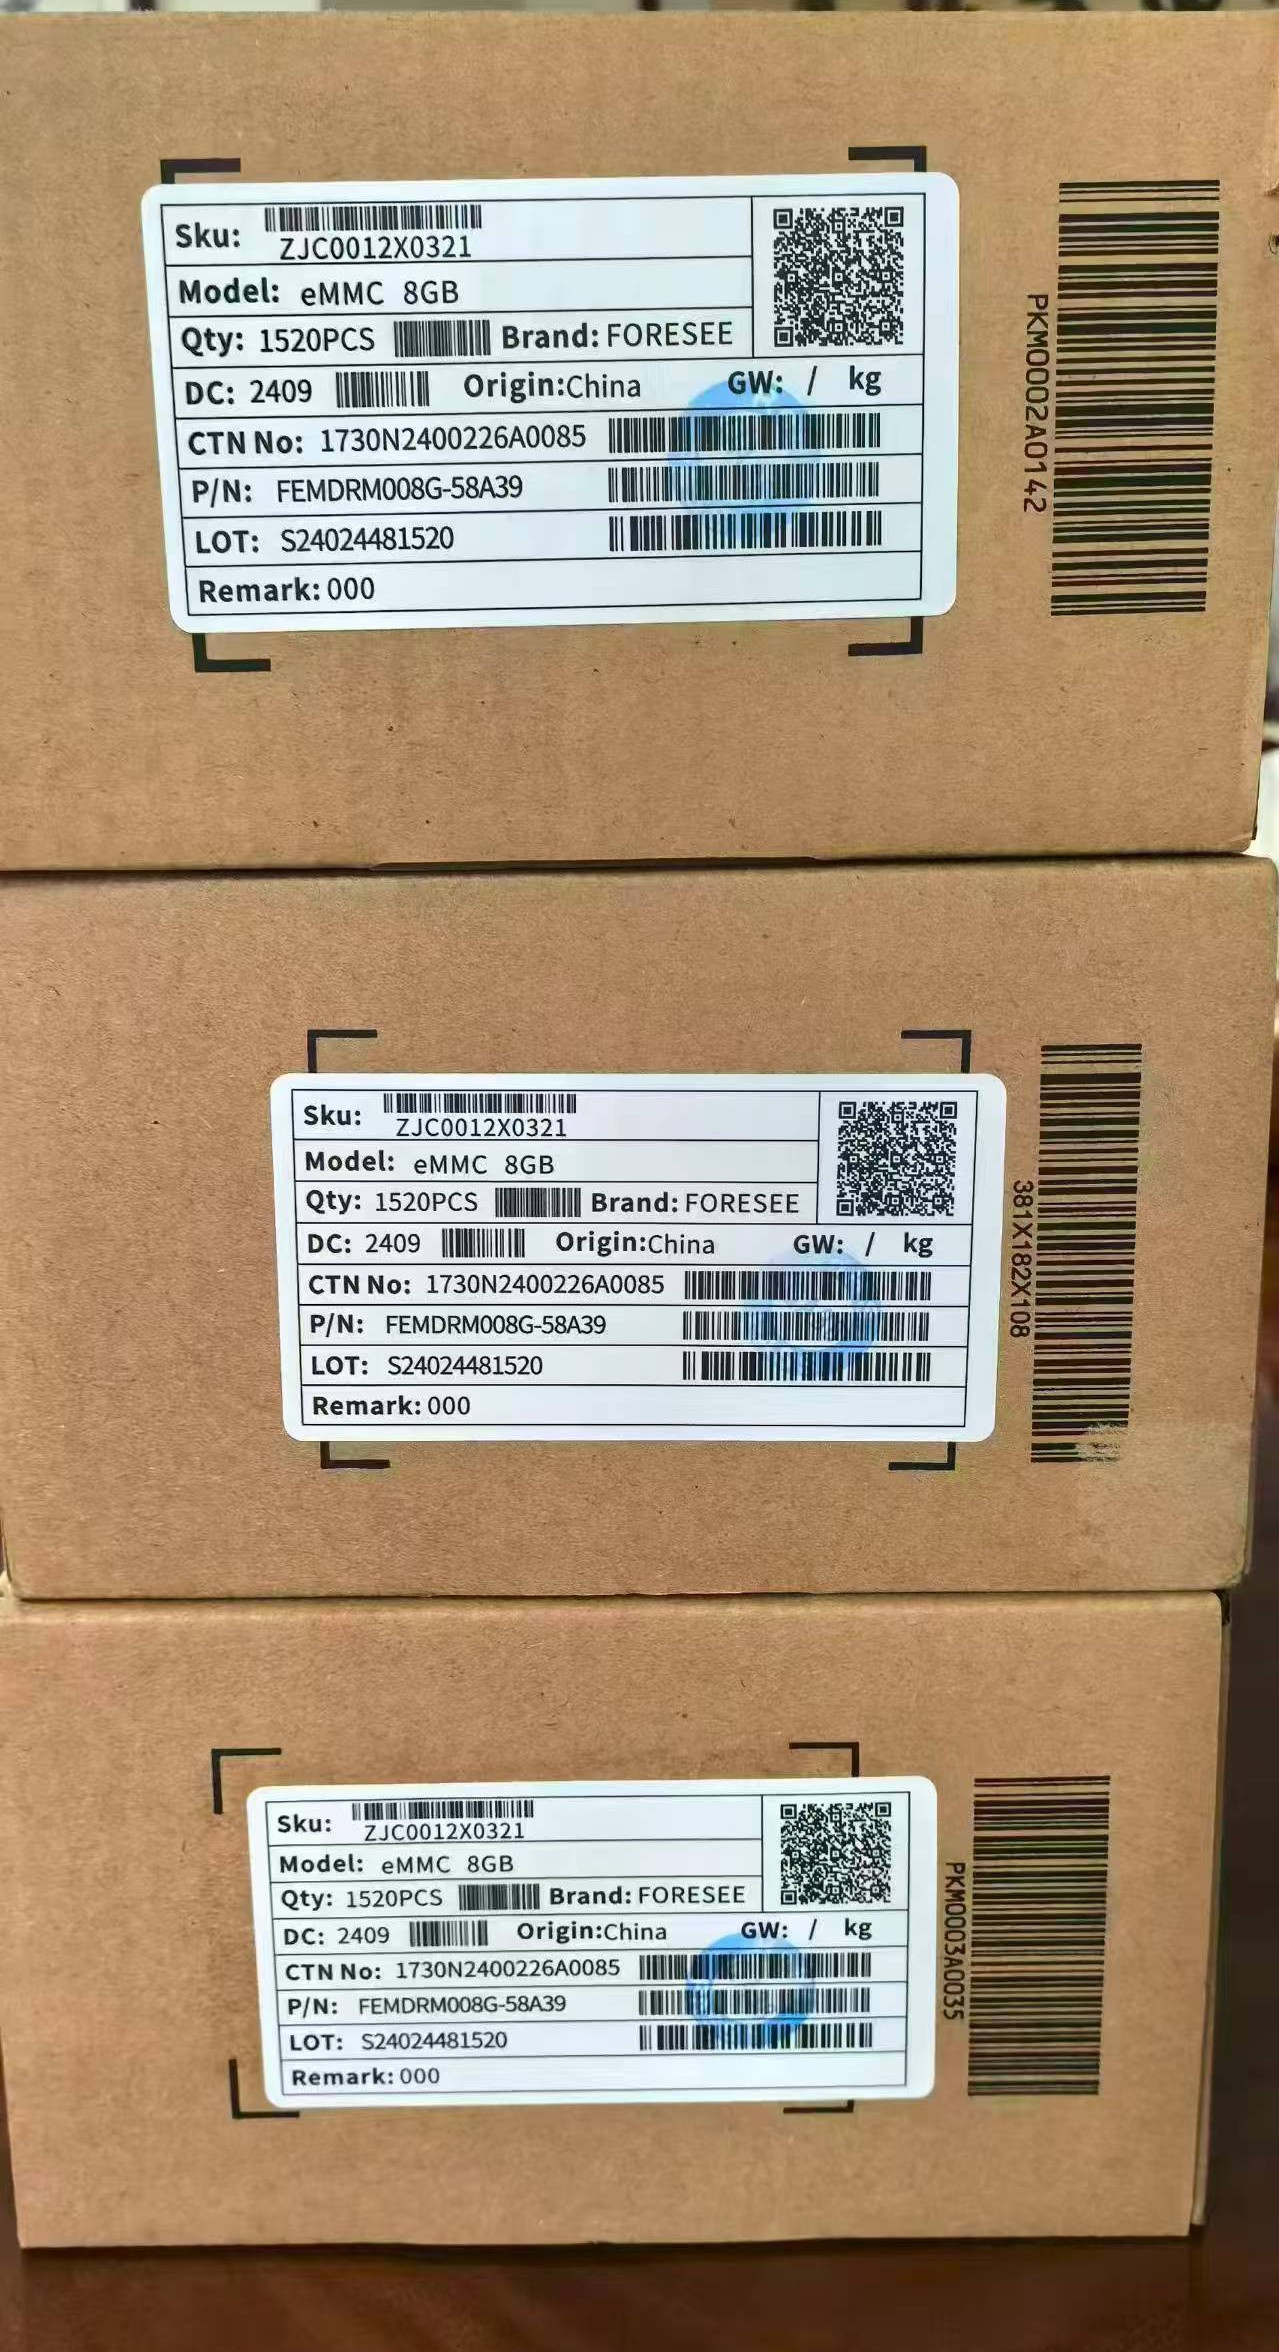 Sku: ZJC0012X0321
Model: eMMC 8GB
Qty: 1520PCS Brand: FORESEE
DC: 2409 Origin:China GW: / kg
CTN No: 1730N2400226A0085
P/N: FEMDRM008G-58A39
LOT: S24024481520
Remark: 000
PKM0002A0142
Sku: ZJC0012X0321
Model: eMMC 8GB
Qty: 1520PCS Brand: FORESEE
DC: 2409 Origin:China GW: / kg
CTN No: 1730N2400226A0085
P/N: FEMDRM008G-58A39
LOT: S24024481520
Remark: 000
381X182X108
Sku: ZJC0012X0321
Model: eMMC 8GB
Qty: 1520PCS Brand: FORESEE
DC: 2409 Origin:China GW: / kg
CTN No: 1730N2400226A0085
P/N: FEMDRM008G-58A39
LOT: S24024481520
Remark: 000
PKM0003A0035